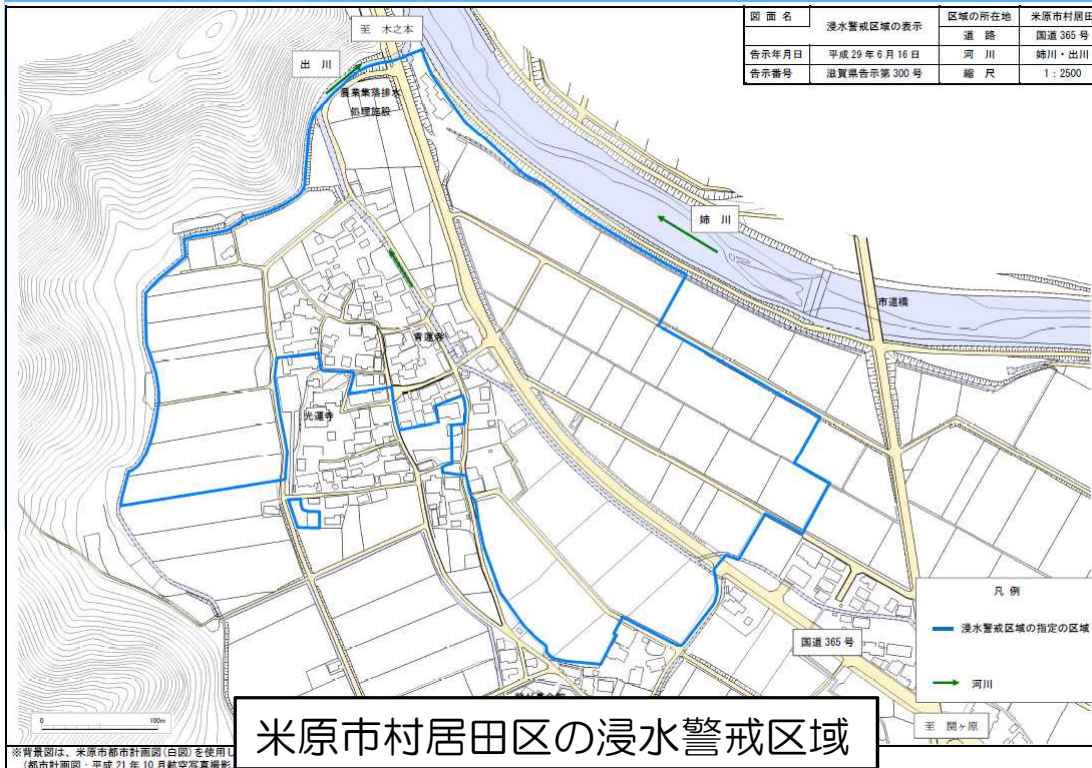 図面名 浸水警戒区域の表示 区域の所在地 米原市村居田
道路 国道365号
告示年月日 平成29年6月16日 河川 姉川・出川
告示番号 滋賀県告示第300号 縮尺 1：2500
至 木之本
出川
農業集落排水
処理施設
姉川
市道橋
青蓮寺
光蓮寺
凡例
浸水警戒区域の指定の区域
国道365号
河川
至 関ヶ原
0 100m
米原市村居田区の浸水警戒区域
※背景図は、米原市都市計画図(白図)を使用し
(都市計画図：平成21年10月航空写真撮影